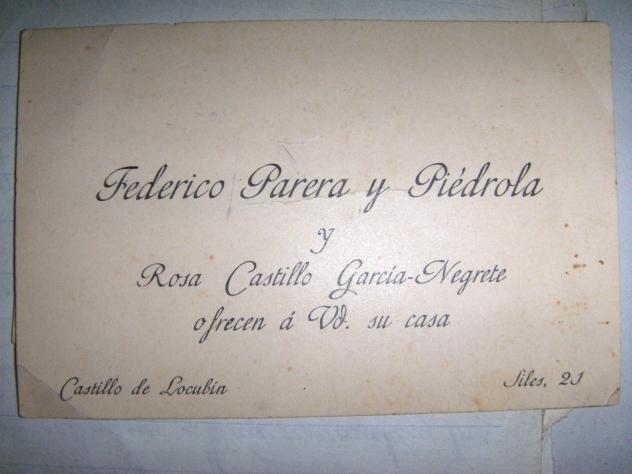 Federico Parera y Piédrola
y
Rosa Castillo García-Negrete
ofrecen á Vd. su casa
Castillo de Locubín
Siles, 21